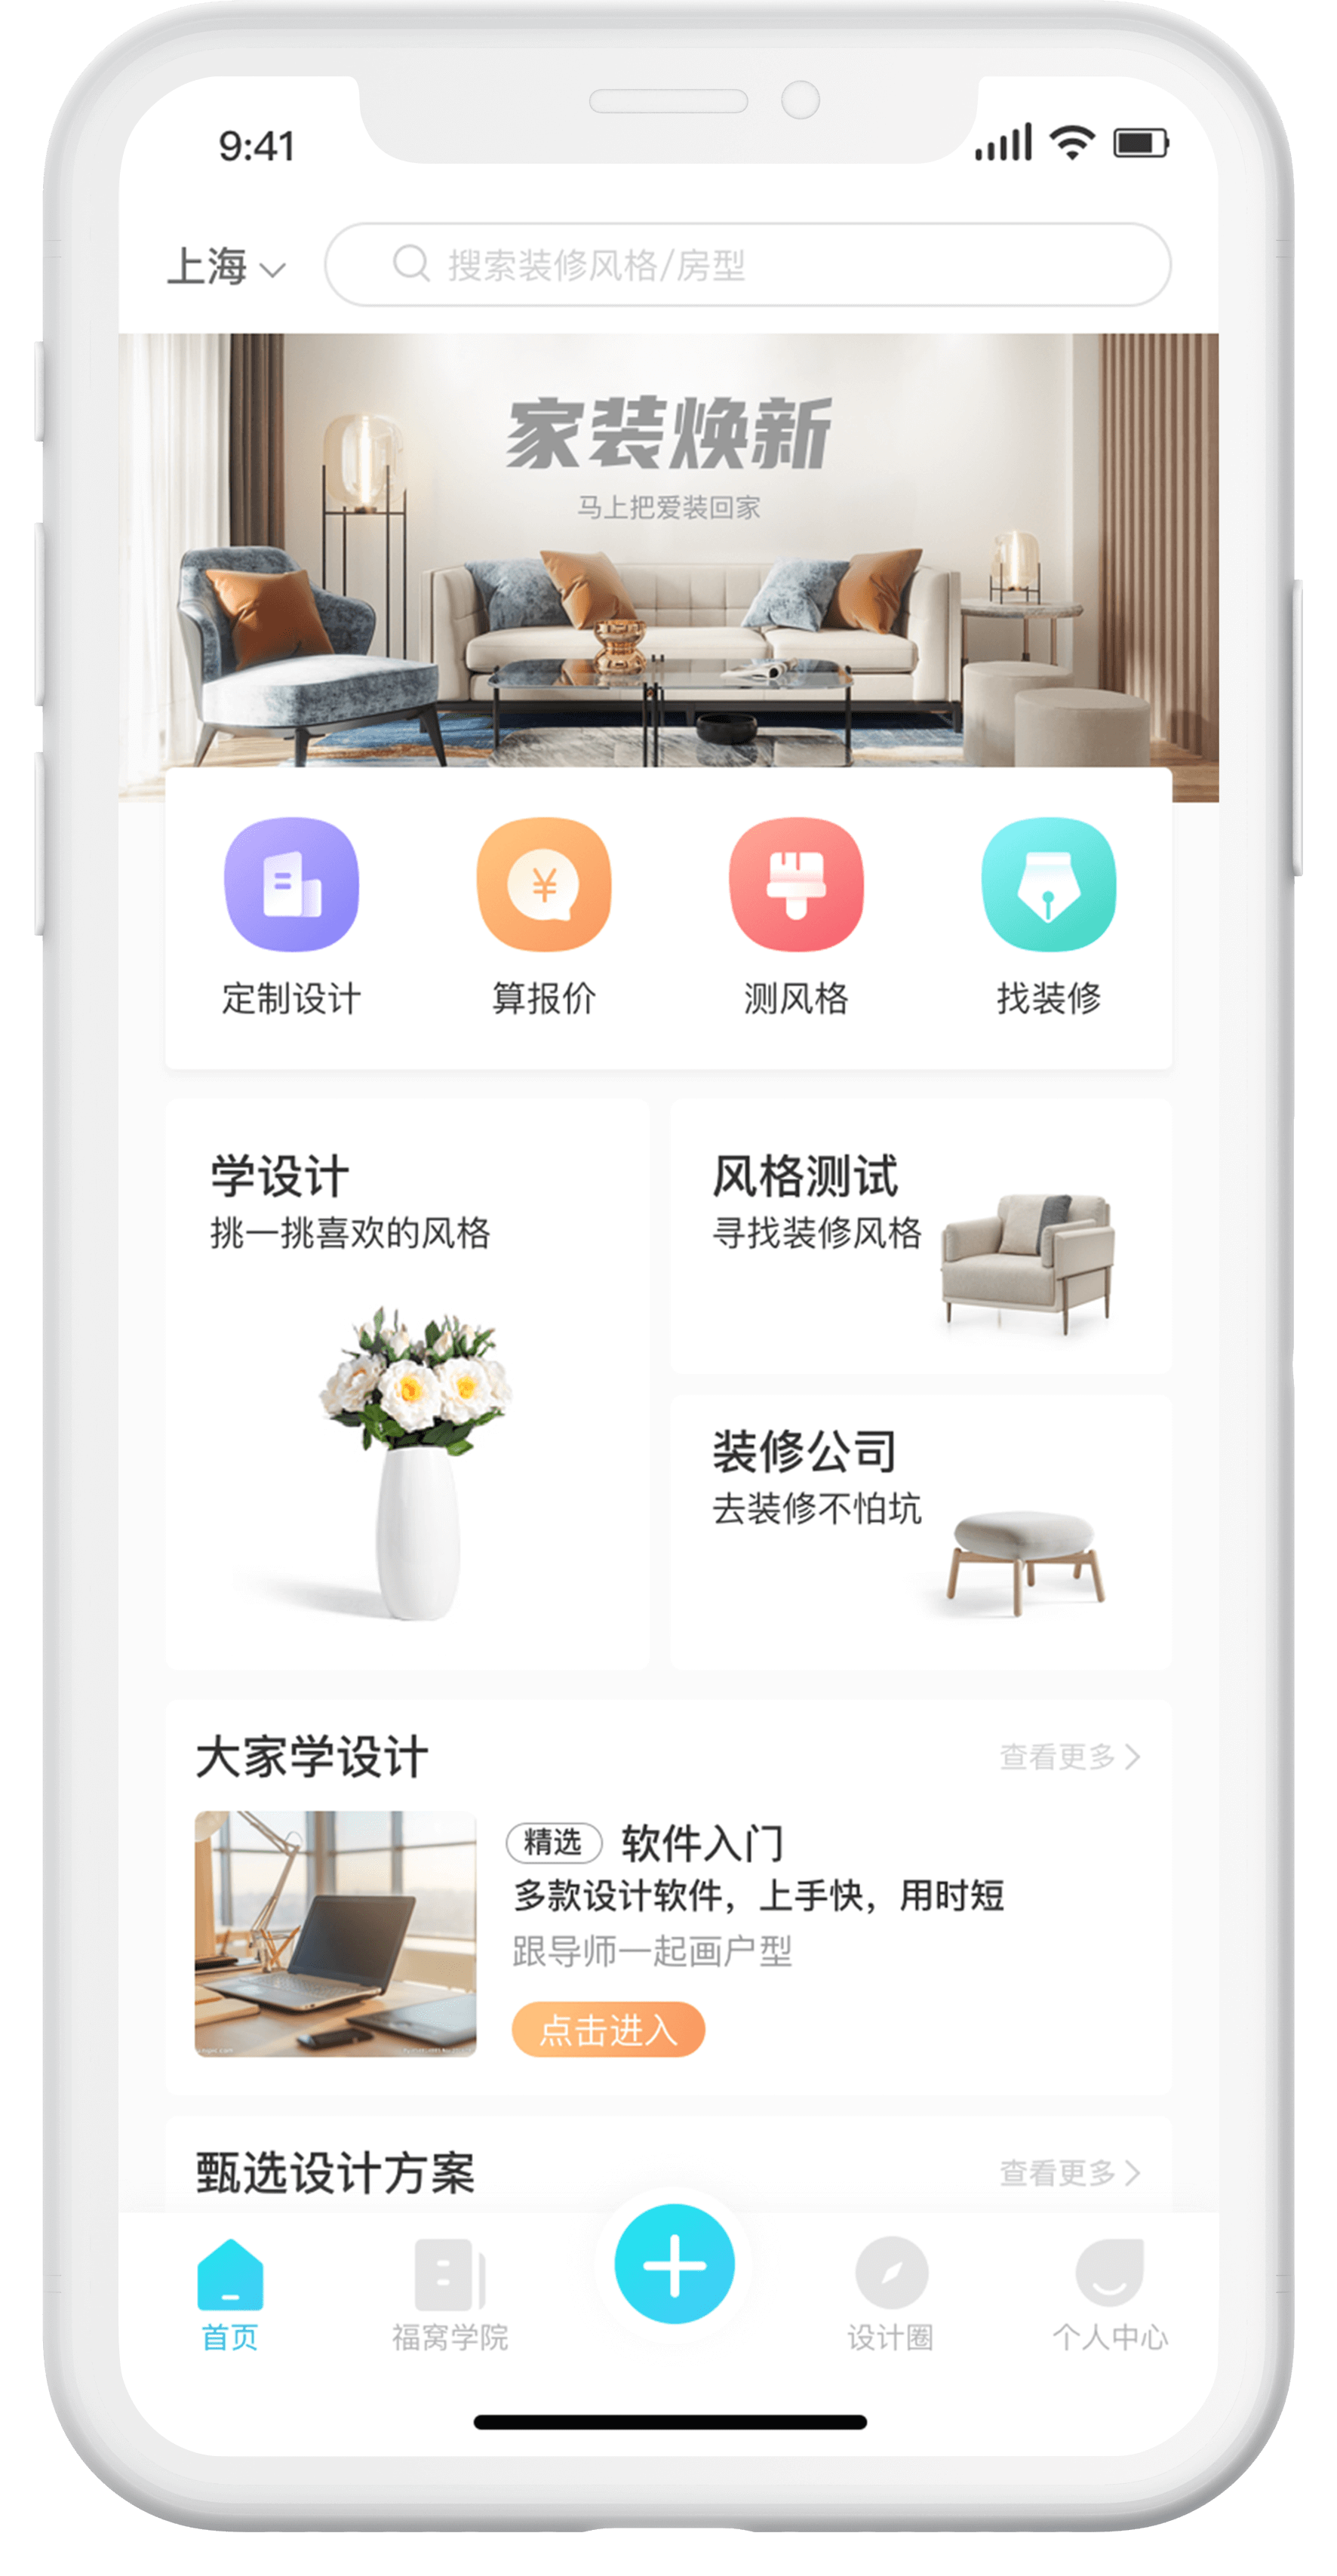 9:41
上海
搜索装修风格/房型
家装焕新
马上把爱装回家
¥
定制设计
算报价
测风格
找装修
学设计
挑一挑喜欢的风格
风格测试
寻找装修风格
装修公司
去装修不怕坑
大家学设计
查看更多
精选 软件入门
多款设计软件，上手快，用时短
跟导师一起画户型
点击进入
甄选设计方案
查看更多
首页
福窝学院
设计圈
个人中心